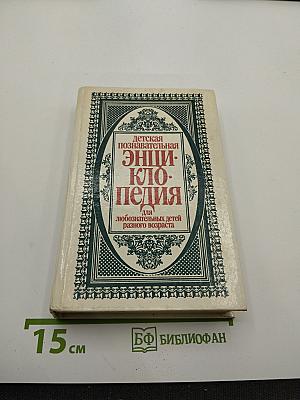 детская
познавательная
ЭНЦИ-
КЛО-
ПЕДИЯ
для
любознательных детей
разного возраста
15 см
БФ БИБЛИОФАН